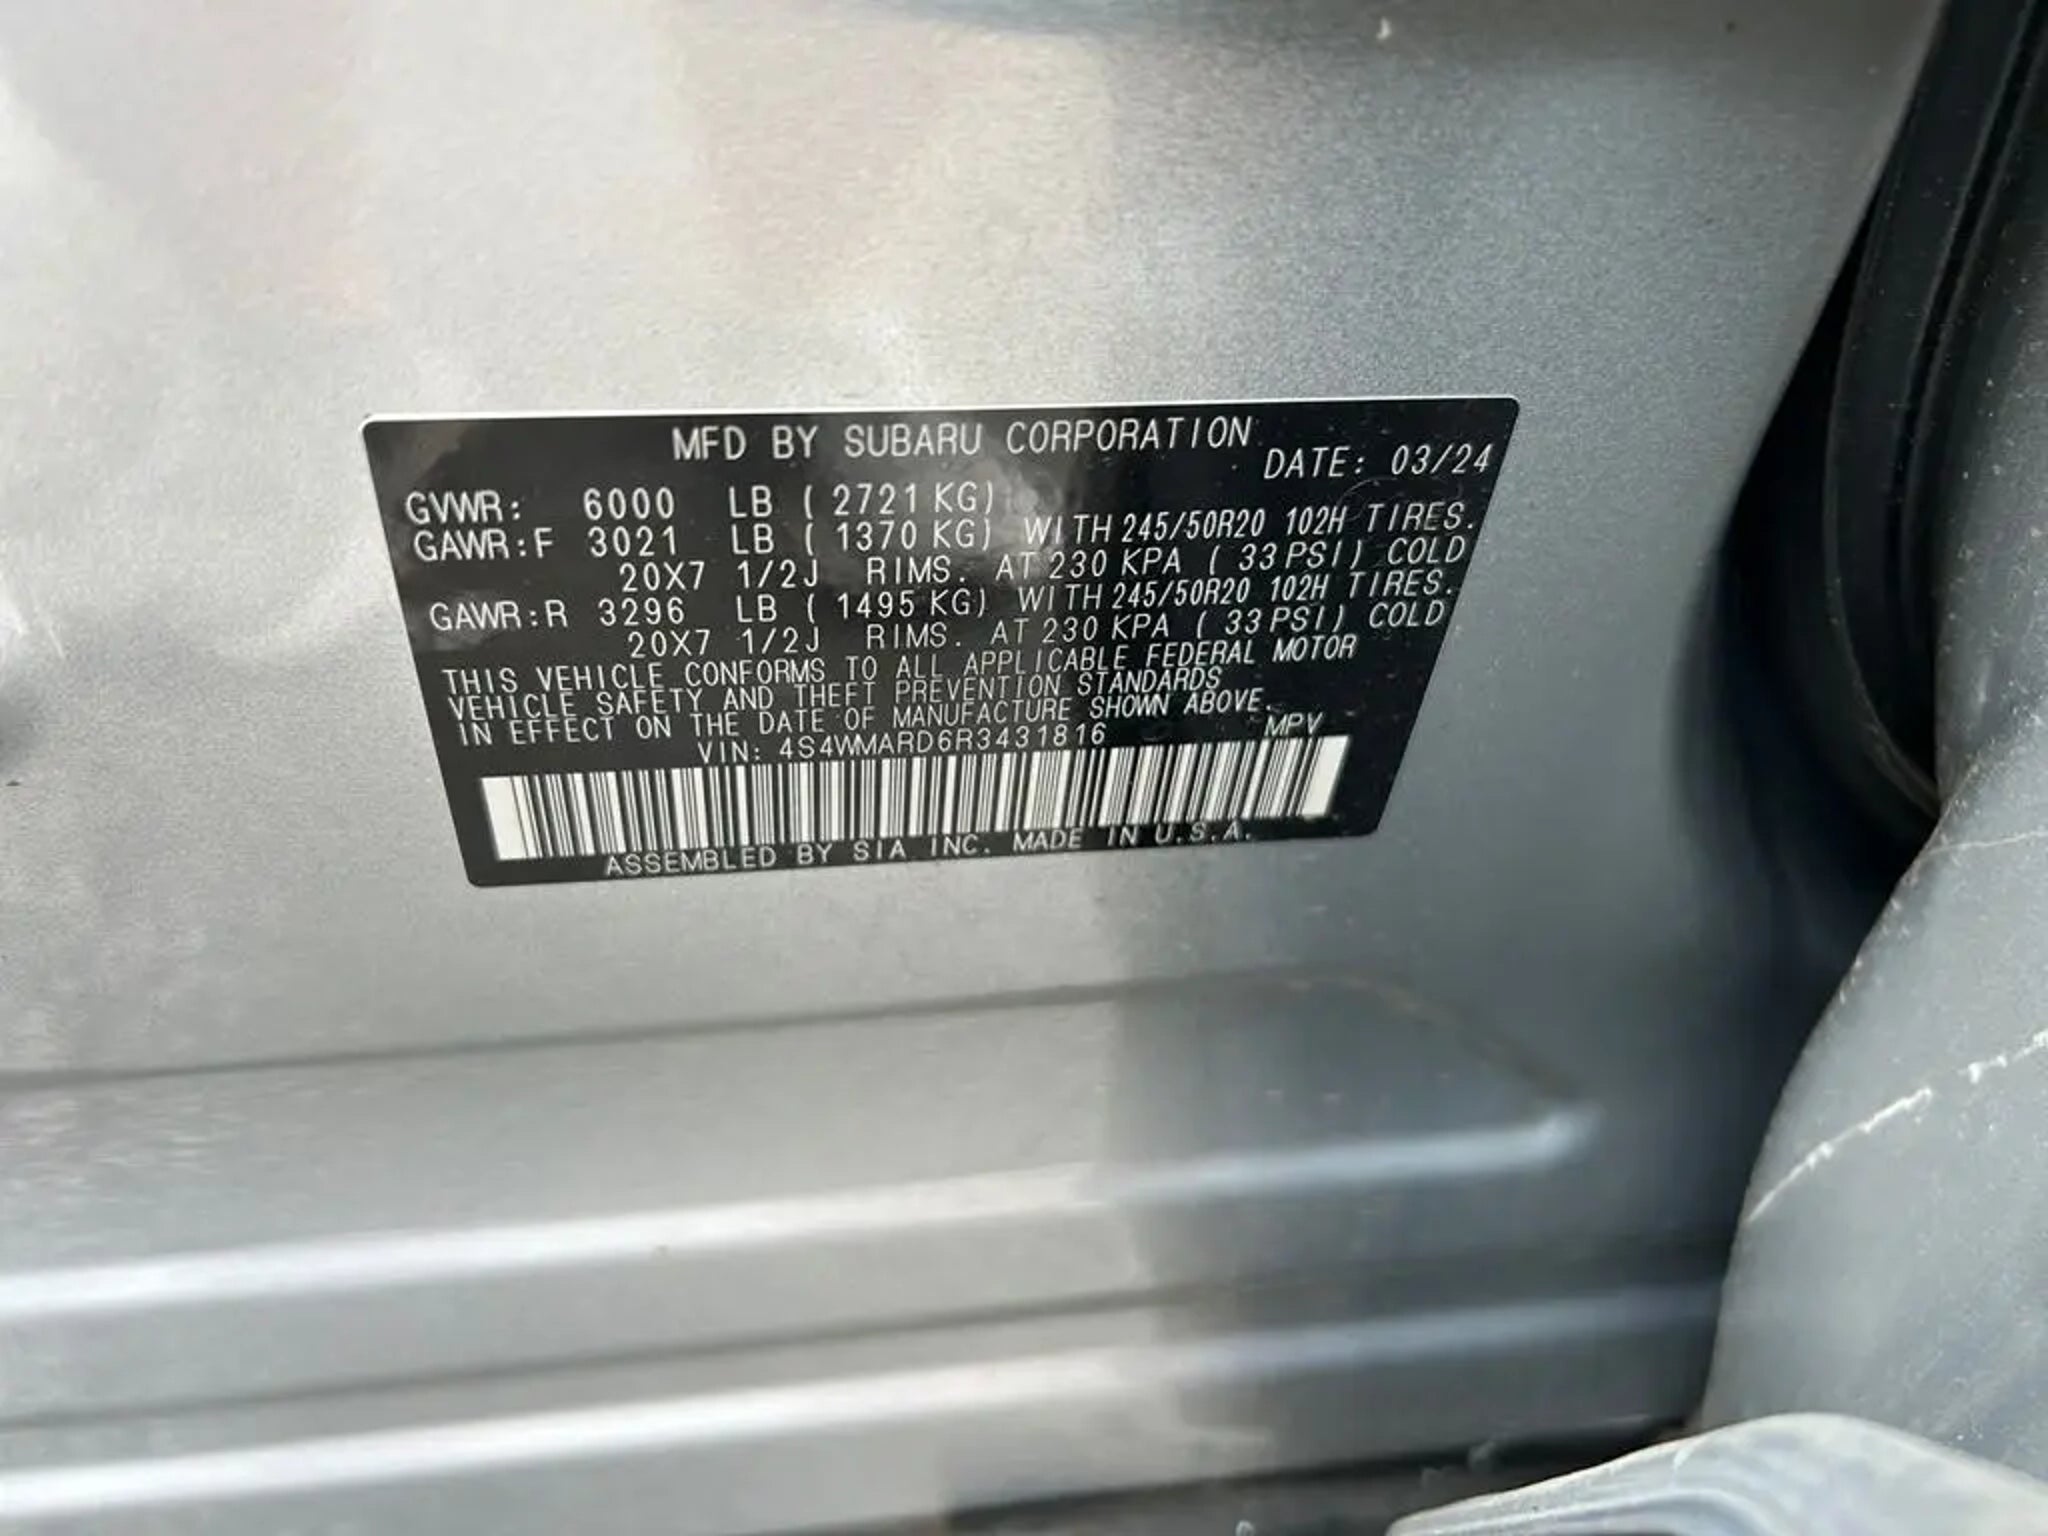 MFD BY SUBARU CORPORATION
DATE: 03/24
GVWR: 6000 LB ( 2721 KG)
GAWR:F 3021 LB ( 1370 KG) WITH 245/50R20 102H TIRES.
20X7 1/2J RIMS. AT 230 KPA ( 33 PSI) COLD
GAWR:R 3296 LB ( 1495 KG) WITH 245/50R20 102H TIRES.
20X7 1/2J RIMS. AT 230 KPA ( 33 PSI) COLD
THIS VEHICLE CONFORMS TO ALL APPLICABLE FEDERAL MOTOR
VEHICLE SAFETY AND THEFT PREVENTION STANDARDS
IN EFFECT ON THE DATE OF MANUFACTURE SHOWN ABOVE.
VIN: 4S4WMARD6R3431816 MPV
ASSEMBLED BY SIA INC. MADE IN U.S.A.